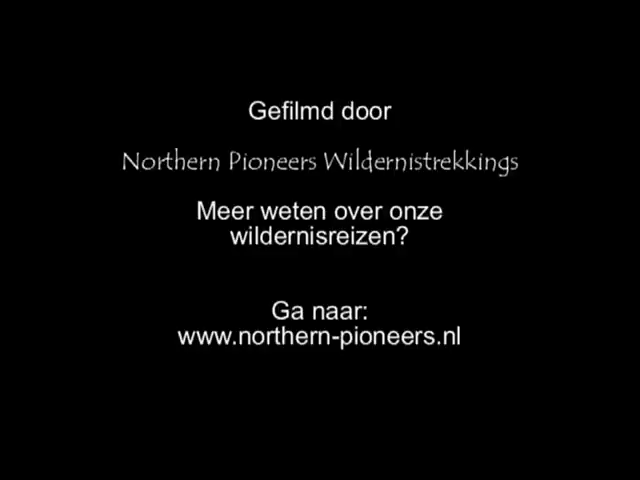 Gefilmd door
Northern Pioneers Wildernistrekkings
Meer weten over onze
wildernisreizen?
Ga naar:
www.northern-pioneers.nl